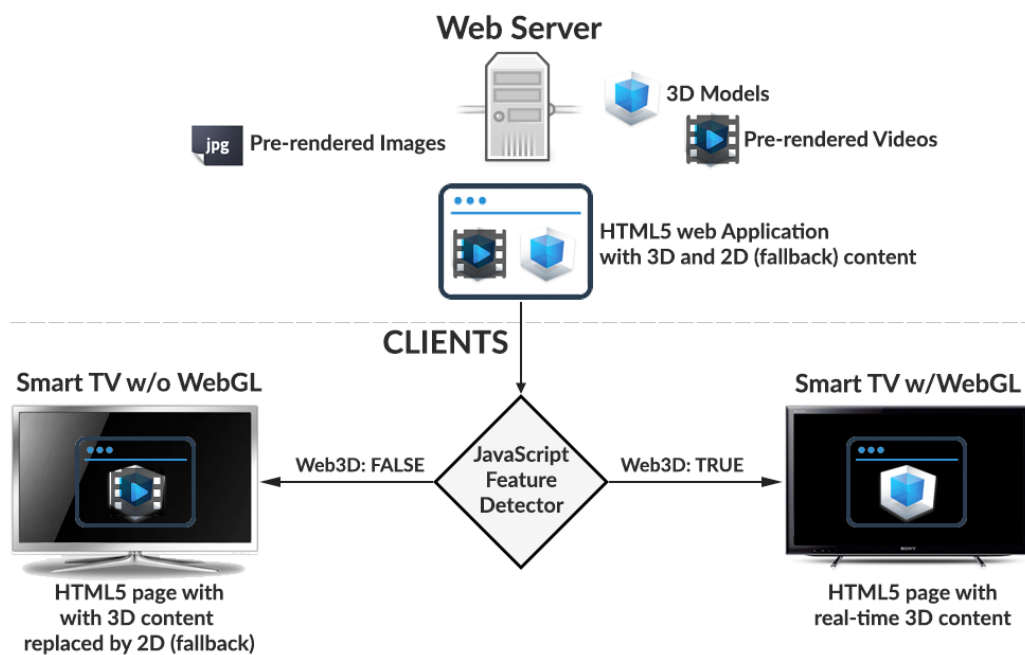 Web Server
3D Models
jpg
Pre-rendered Images
Pre-rendered Videos
HTML5 web Application
with 3D and 2D (fallback) content
CLIENTS
Smart TV w/o WebGL
Smart TV w/WebGL
JavaScript
Feature
Detector
Web3D: FALSE
Web3D: TRUE
SONY
HTML5 page with
with 3D content
replaced by 2D (fallback)
HTML5 page with
real-time 3D content